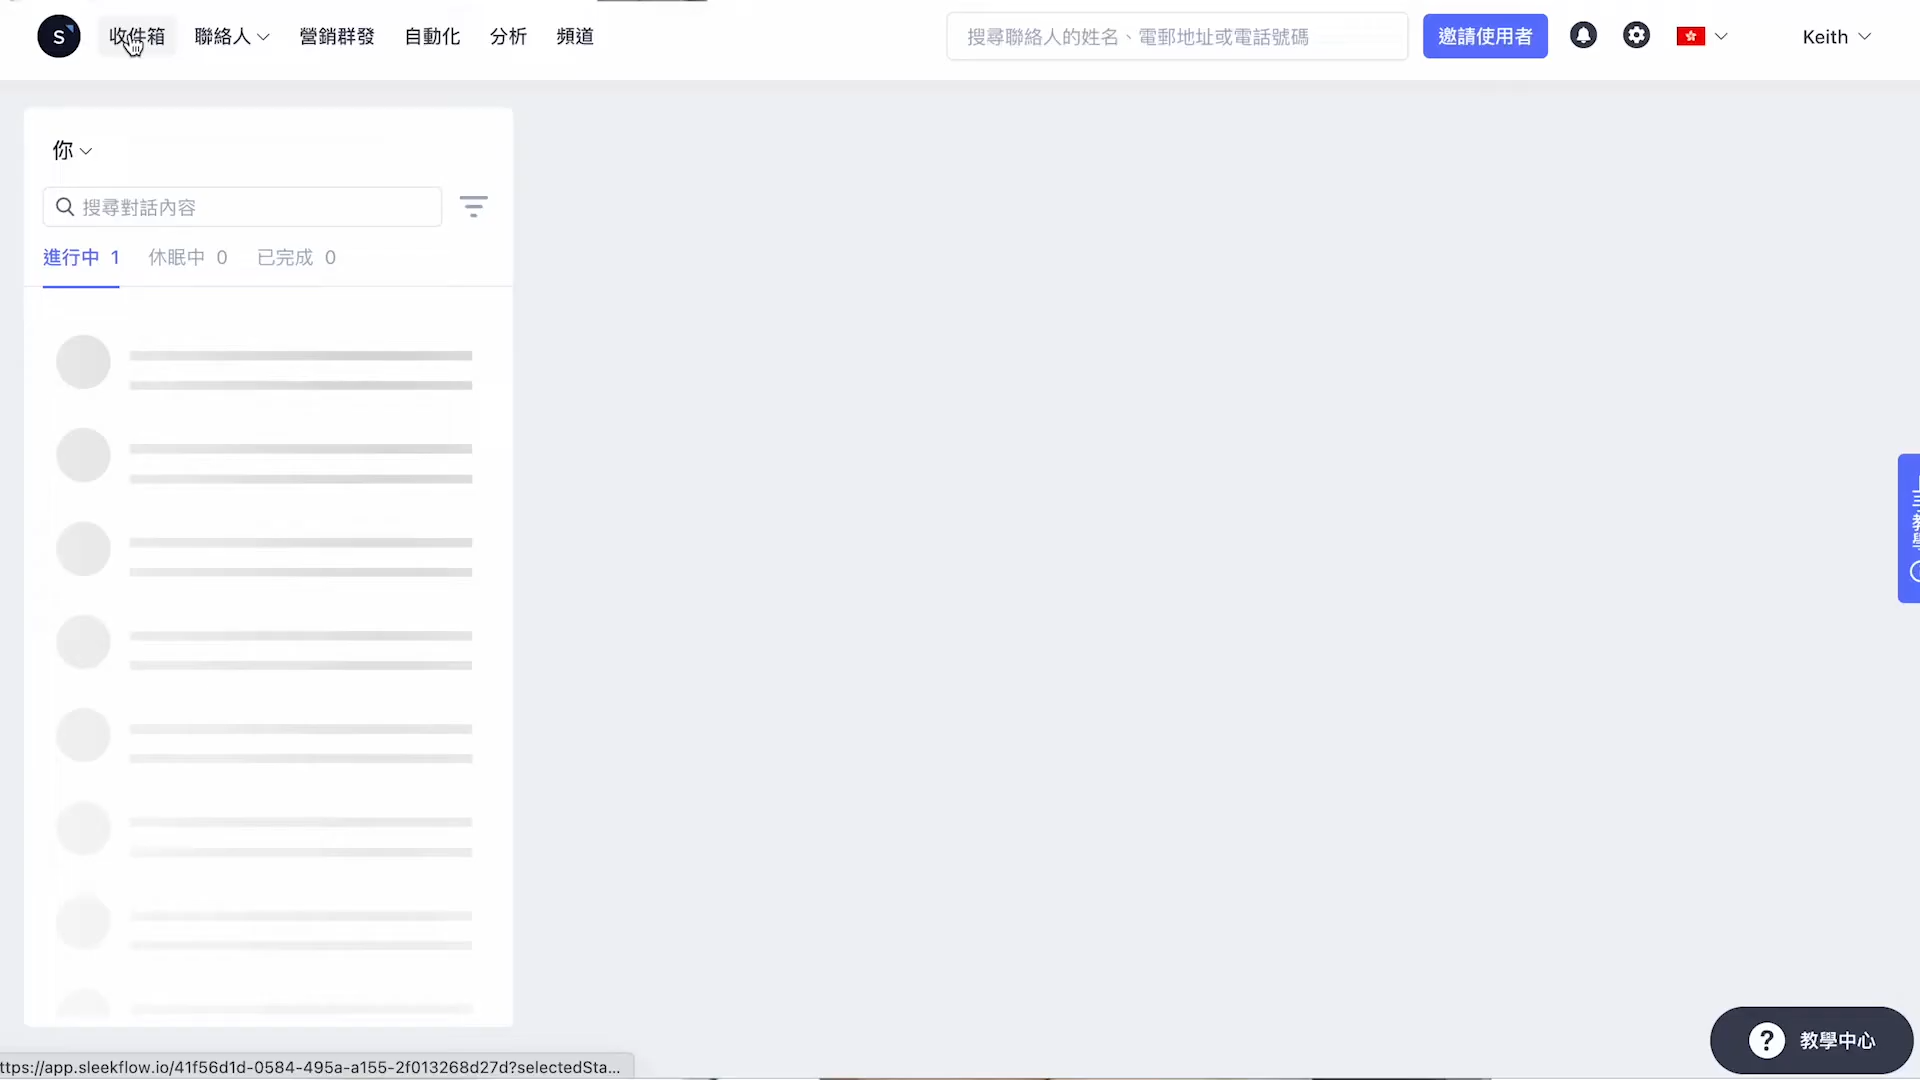 S
收件箱
聯絡人
營銷群發
自動化
分析
頻道
搜尋聯絡人的姓名、電郵地址或電話號碼
邀請使用者
Keith
你
搜尋對話內容
進行中 1
休眠中 0
已完成 0
教學中心
ttps://app.sleekflow.io/41f56d1d-0584-495a-a155-2f013268d27d?selectedSta...